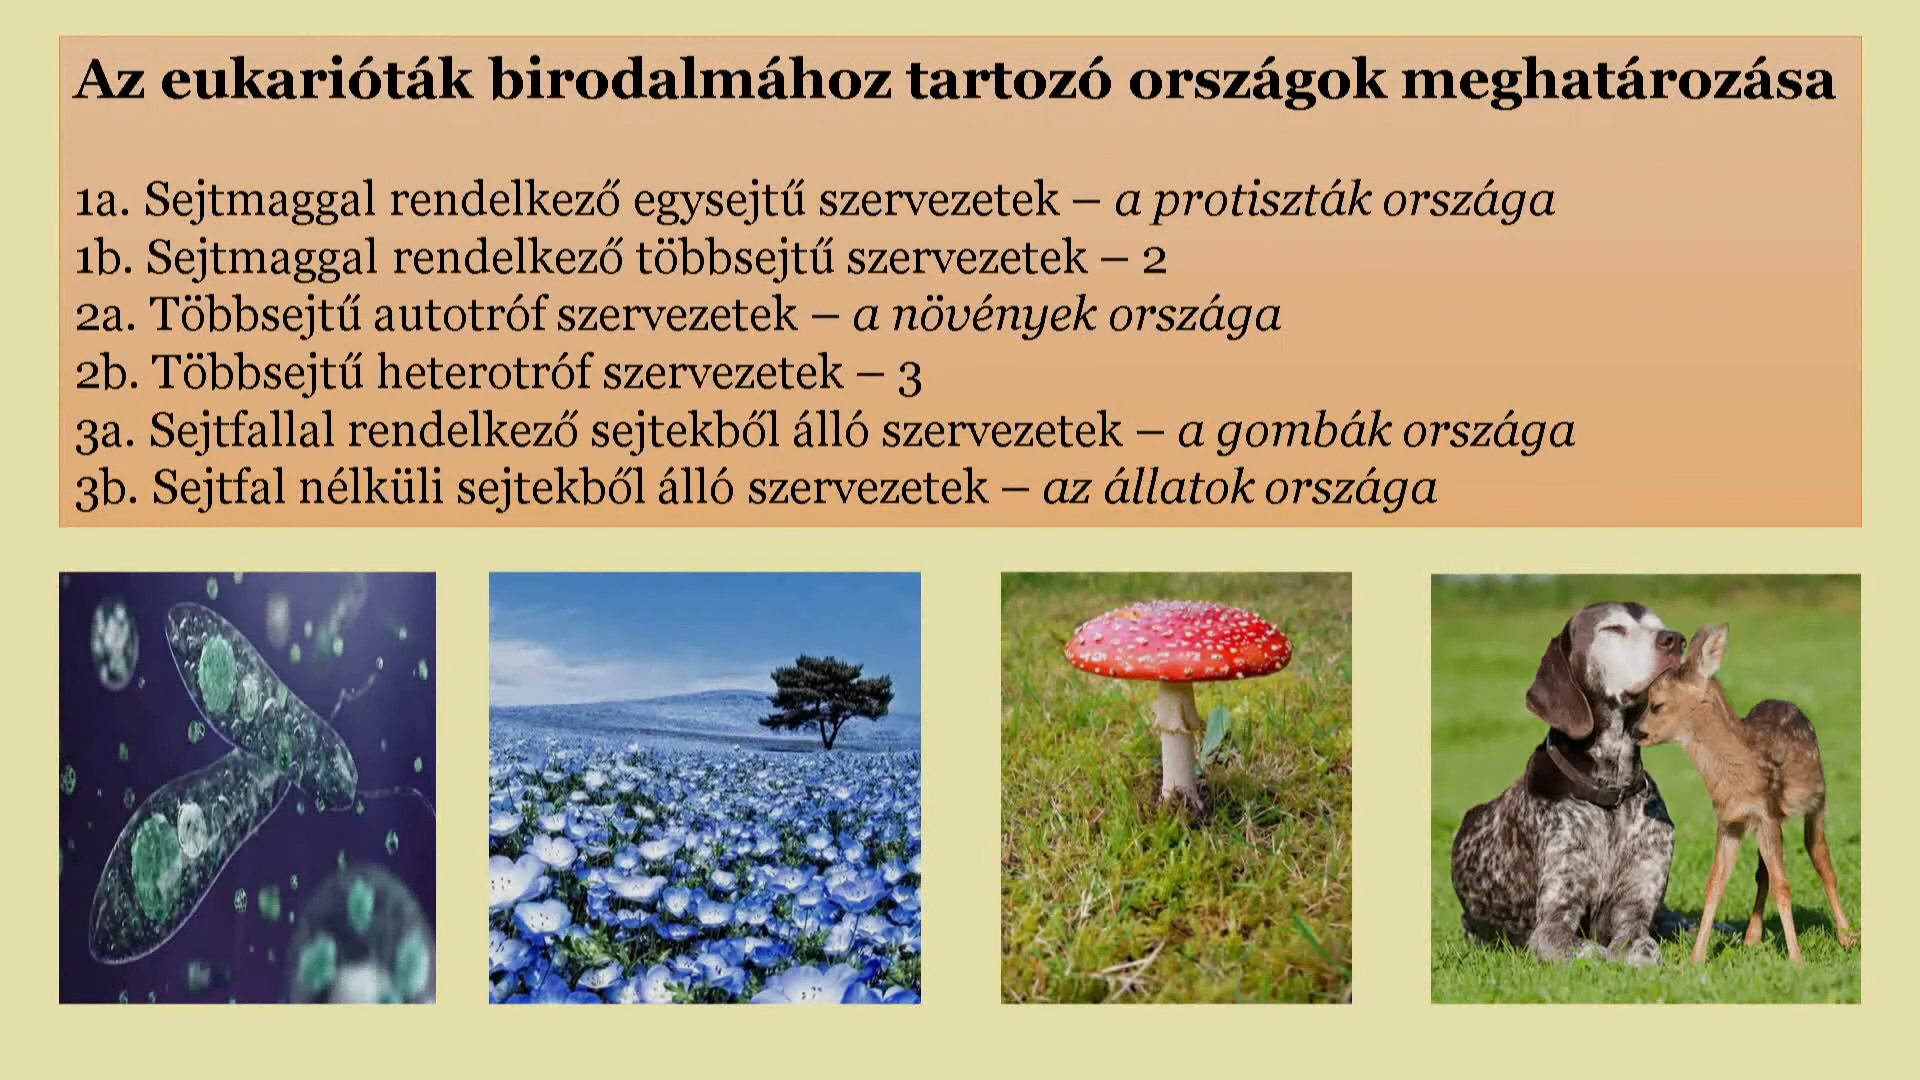 Az eukarióták birodalmához tartozó országok meghatározása
1a. Sejtmaggal rendelkező egysejtű szervezetek – a protiszták országa
1b. Sejtmaggal rendelkező többsejtű szervezetek – 2
2a. Többsejtű autotróf szervezetek – a növények országa
2b. Többsejtű heterotróf szervezetek – 3
3a. Sejtfallal rendelkező sejtekből álló szervezetek – a gombák országa
3b. Sejtfal nélküli sejtekből álló szervezetek – az állatok országa